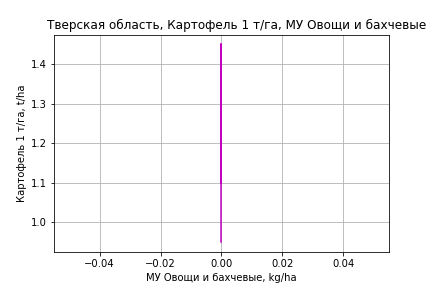 Тверская область, Картофель 1 т/га, МУ Овощи и бахчевые
Картофель 1 т/га, t/ha
1.4
1.3
1.2
1.1
1.0
−0.04 −0.02 0.00 0.02 0.04
МУ Овощи и бахчевые, kg/ha